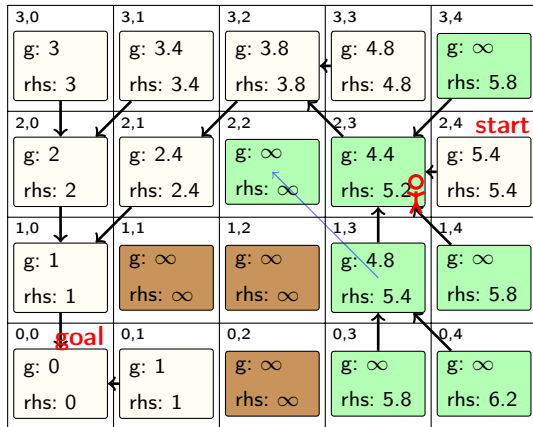 3,0 3,1 3,2 3,3 3,4
g: 3 g: 3.4 g: 3.8 g: 4.8 g: ∞
rhs: 3 rhs: 3.4 rhs: 3.8 rhs: 4.8 rhs: 5.8
2,0 2,1 2,2 2,3 2,4 start
g: 2 g: 2.4 g: ∞ g: 4.4 g: 5.4
rhs: 2 rhs: 2.4 rhs: ∞ rhs: 5.2 rhs: 5.4
1,0 1,1 1,2 1,3 1,4
g: 1 g: ∞ g: ∞ g: 4.8 g: ∞
rhs: 1 rhs: ∞ rhs: ∞ rhs: 5.4 rhs: 5.8
0,0 goal 0,1 0,2 0,3 0,4
g: 0 g: 1 g: ∞ g: ∞ g: ∞
rhs: 0 rhs: 1 rhs: ∞ rhs: 5.8 rhs: 6.2